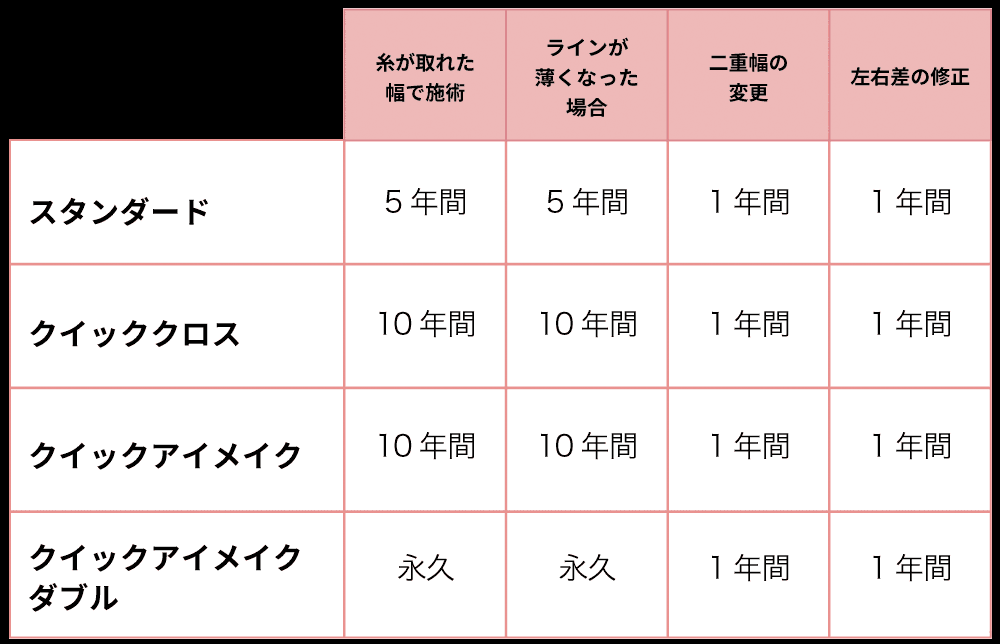 糸が取れた
幅で施術
ラインが
薄くなった
場合
二重幅の
変更
左右差の修正
スタンダード
5年間
5年間
1年間
1年間
クイッククロス
10年間
10年間
1年間
1年間
クイックアイメイク
10年間
10年間
1年間
1年間
クイックアイメイク
ダブル
永久
永久
1年間
1年間